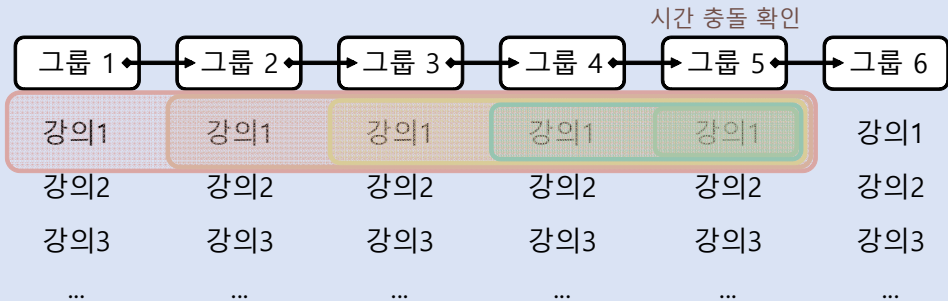 시간 충돌 확인
그룹 1 그룹 2 그룹 3 그룹 4 그룹 5 그룹 6
강의1 강의1 강의1 강의1 강의1 강의1
강의2 강의2 강의2 강의2 강의2 강의2
강의3 강의3 강의3 강의3 강의3 강의3
... ... ... ... ... ...